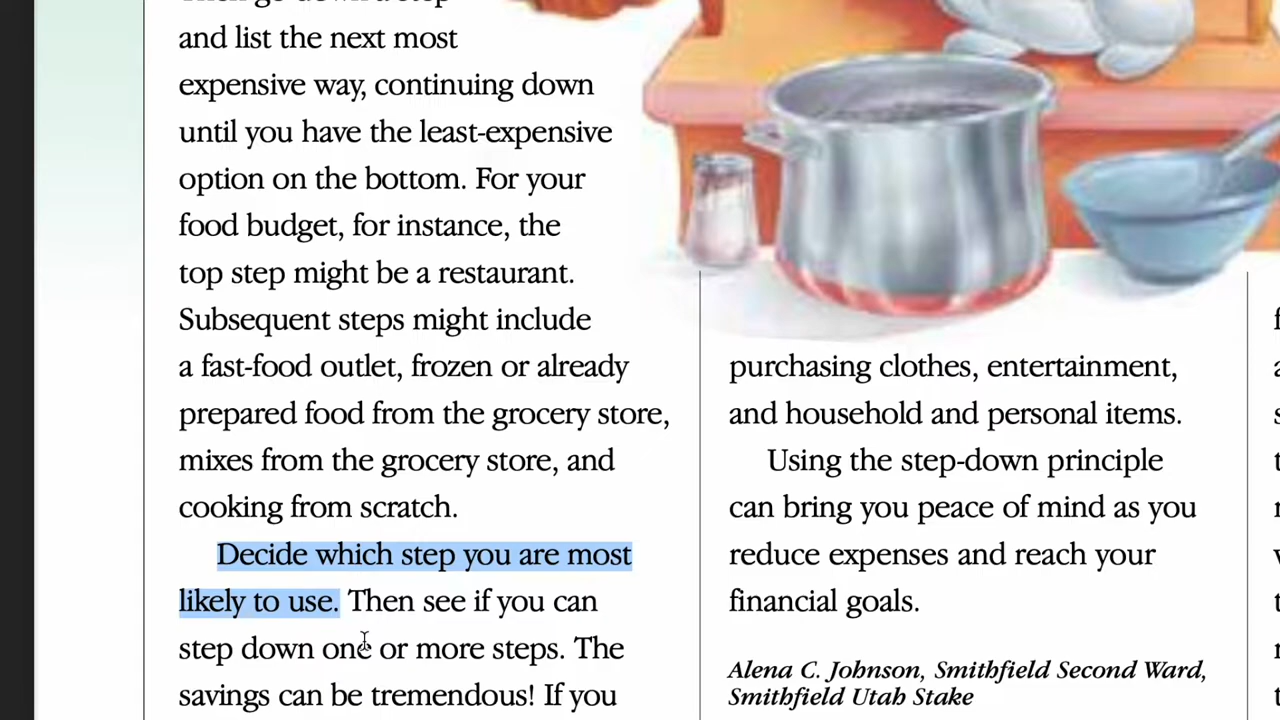 and list the next most
expensive way, continuing down
until you have the least-expensive
option on the bottom. For your
food budget, for instance, the
top step might be a restaurant.
Subsequent steps might include
a fast-food outlet, frozen or already
prepared food from the grocery store,
mixes from the grocery store, and
cooking from scratch.
Decide which step you are most
likely to use. Then see if you can
step down one or more steps. The
savings can be tremendous! If you
purchasing clothes, entertainment,
and household and personal items.
Using the step-down principle
can bring you peace of mind as you
reduce expenses and reach your
financial goals.
Alena C. Johnson, Smithfield Second Ward,
Smithfield Utah Stake